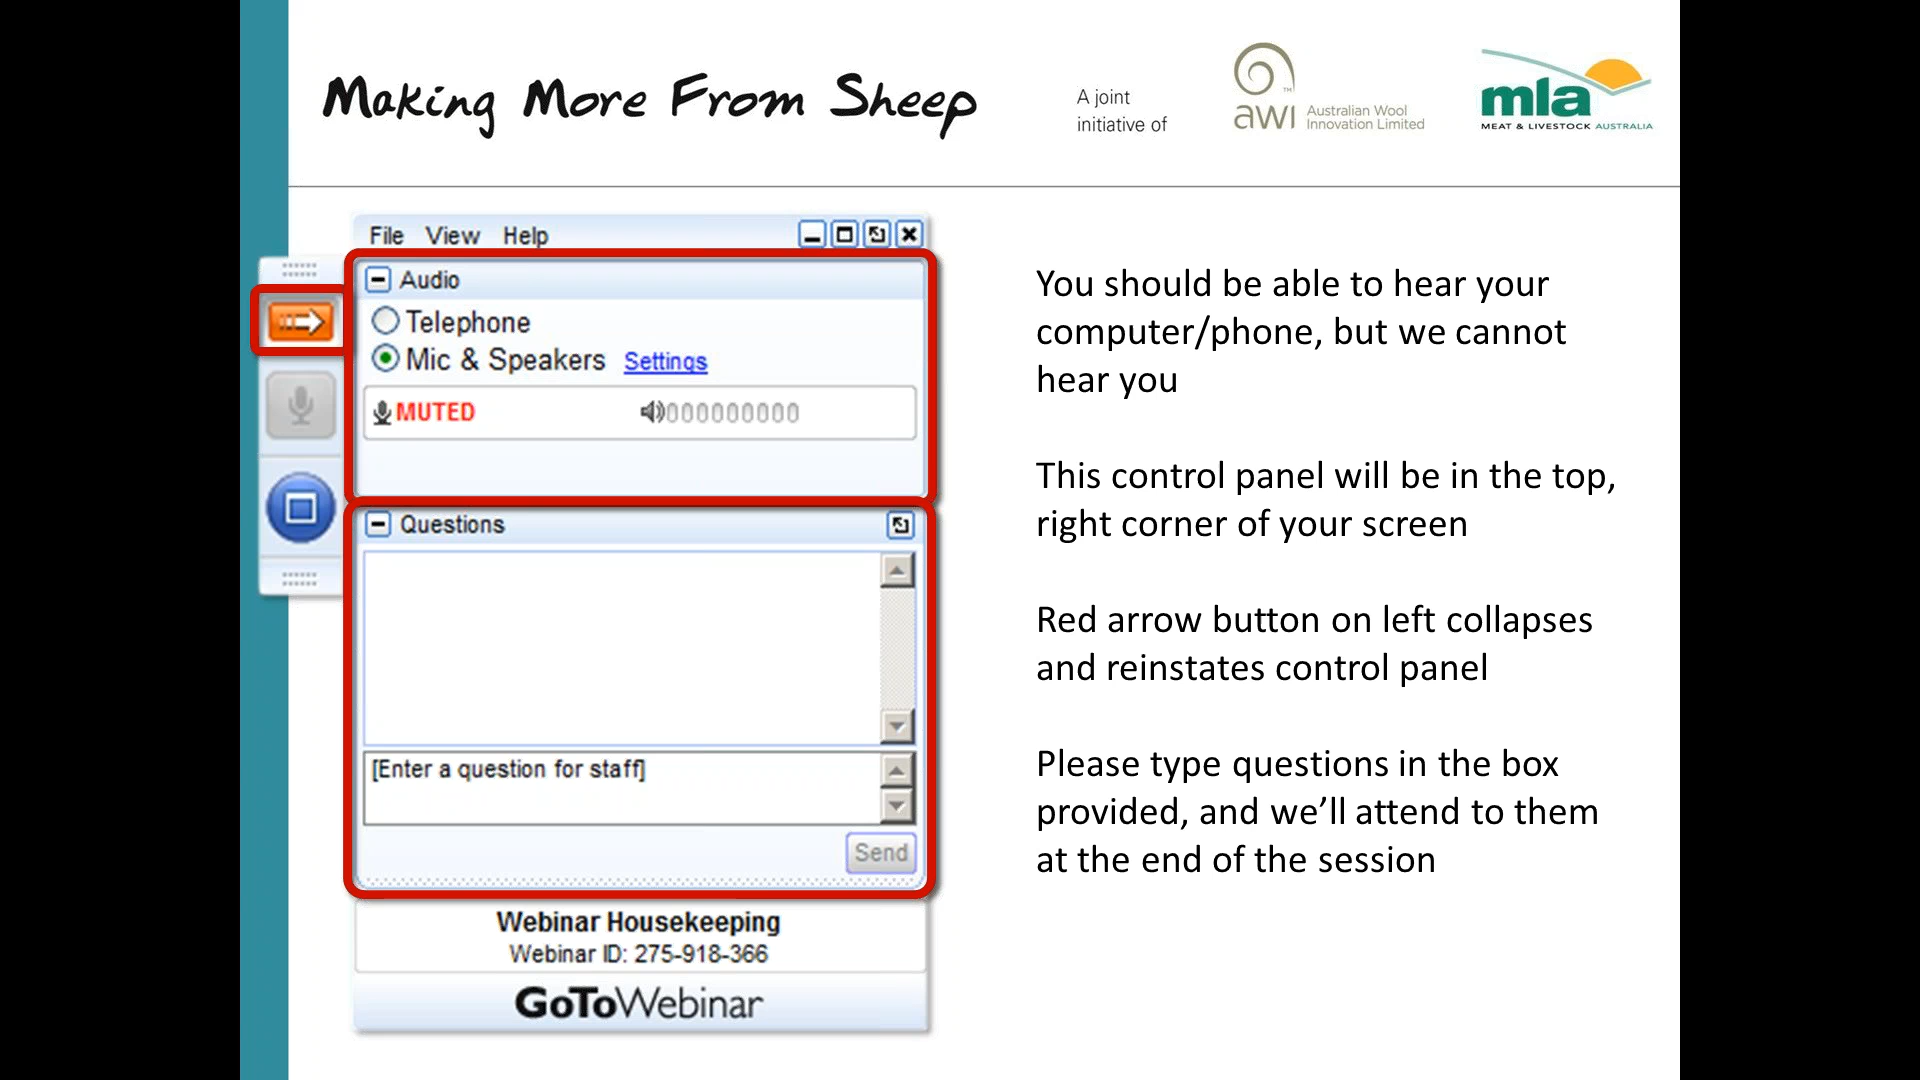 Making More From Sheep
A joint
initiative of
awi
Australian Wool
Innovation Limited
TM
mla
MEAT & LIVESTOCK AUSTRALIA
File View Help
Audio
Telephone
Mic & Speakers Settings
MUTED
Questions
[Enter a question for staff]
Send
Webinar Housekeeping
Webinar ID: 275-918-366
GoToWebinar
You should be able to hear your
computer/phone, but we cannot
hear you
This control panel will be in the top,
right corner of your screen
Red arrow button on left collapses
and reinstates control panel
Please type questions in the box
provided, and we’ll attend to them
at the end of the session